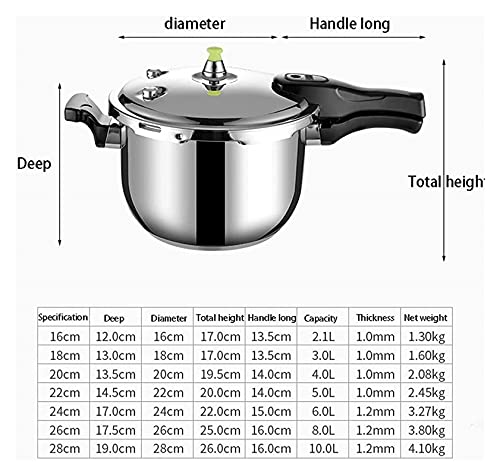 diameter Handle long
Deep
Total height
Specification Deep Diameter Total height Handle long Capacity Thickness Net weight
16cm 12.0cm 16cm 17.0cm 13.5cm 2.1L 1.0mm 1.30kg
18cm 13.0cm 18cm 17.0cm 13.5cm 3.0L 1.0mm 1.60kg
20cm 13.5cm 20cm 19.5cm 14.0cm 4.0L 1.0mm 2.08kg
22cm 14.5cm 22cm 20.0cm 14.0cm 5.0L 1.0mm 2.45kg
24cm 17.0cm 24cm 22.0cm 15.0cm 6.0L 1.2mm 3.27kg
26cm 17.5cm 26cm 25.0cm 16.0cm 8.0L 1.2mm 3.80kg
28cm 19.0cm 28cm 26.0cm 16.0cm 10.0L 1.2mm 4.10kg